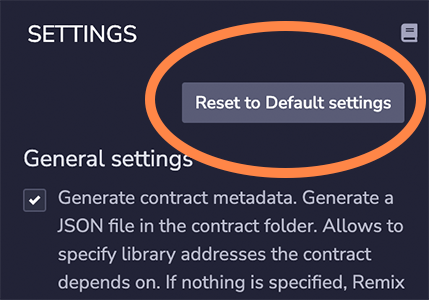 SETTINGS
Reset to Default settings
General settings
Generate contract metadata. Generate a
JSON file in the contract folder. Allows to
specify library addresses the contract
depends on. If nothing is specified, Remix